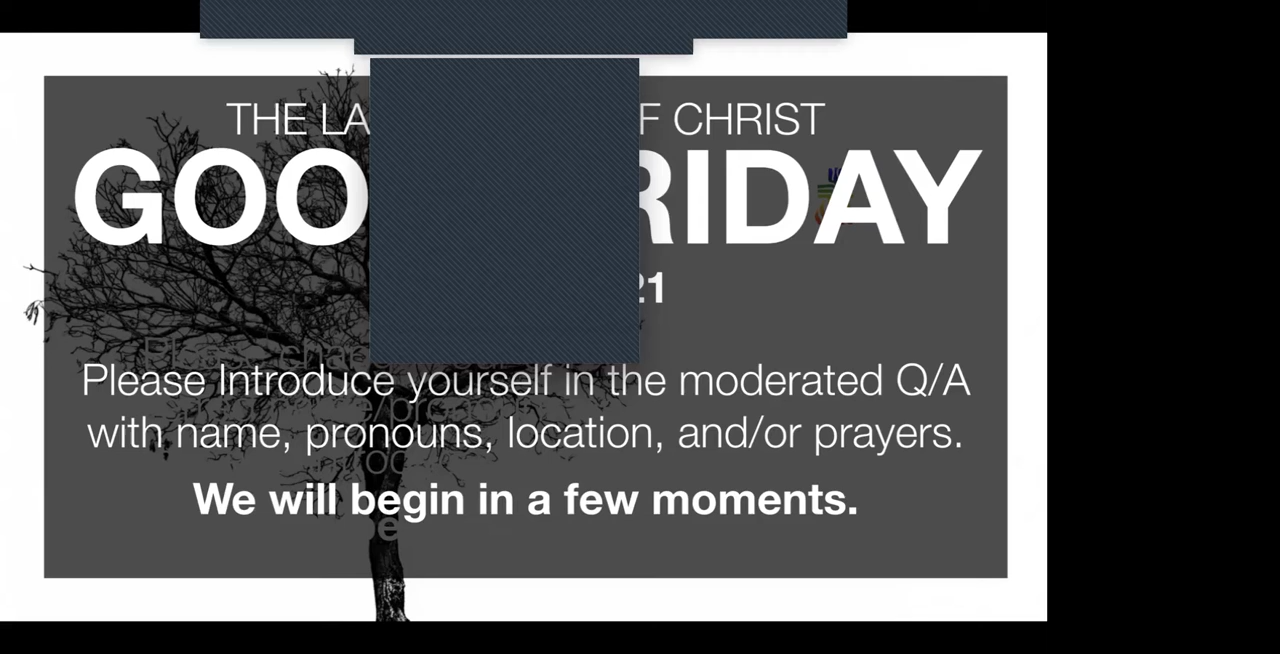 THE LA F CHRIST
GOO RIDAY
21
Please Introduce yourself in the moderated Q/A
with name, pronouns, location, and/or prayers.
We will begin in a few moments.